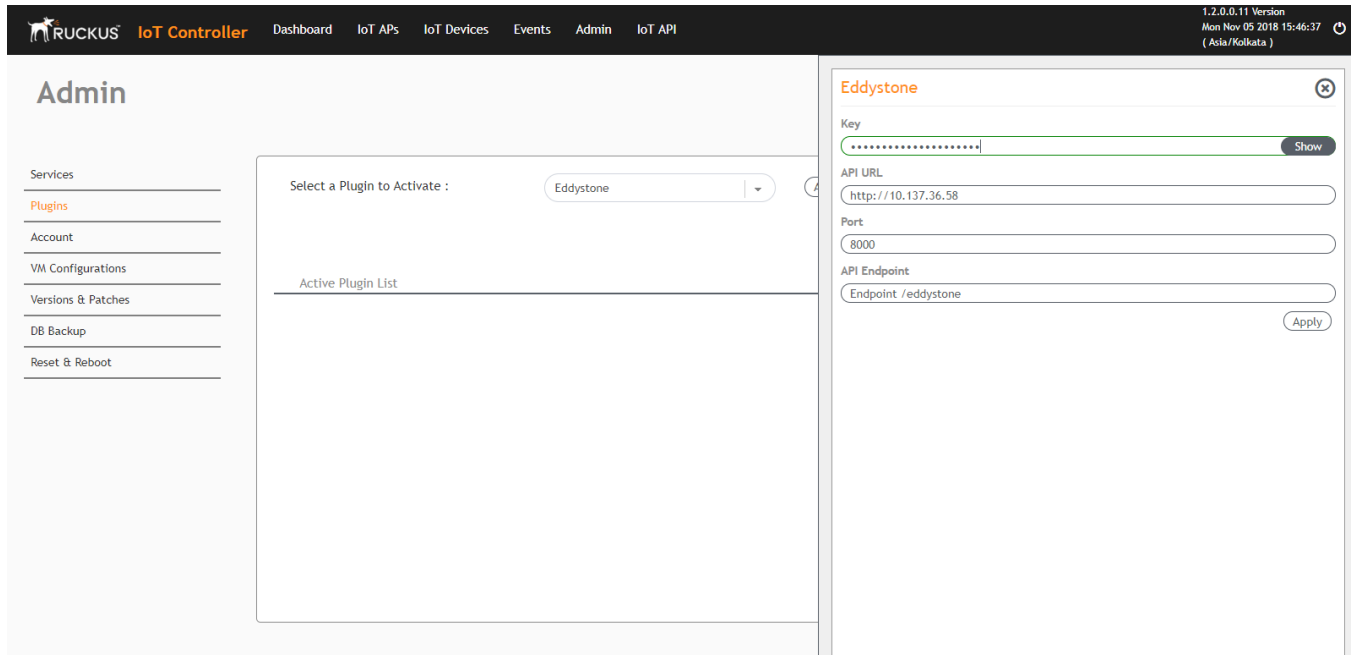 RUCKUS IoT Controller Dashboard IoT APs IoT Devices Events Admin IoT API
1.2.0.0.11 Version
Mon Nov 05 2018 15:46:37
( Asia/Kolkata )
Admin
Services
Plugins
Account
VM Configurations
Versions & Patches
DB Backup
Reset & Reboot
Select a Plugin to Activate : Eddystone
Active Plugin List
Eddystone
Key
••••••••••••••••••••• Show
API URL
http://10.137.36.58
Port
8000
API Endpoint
Endpoint /eddystone
Apply